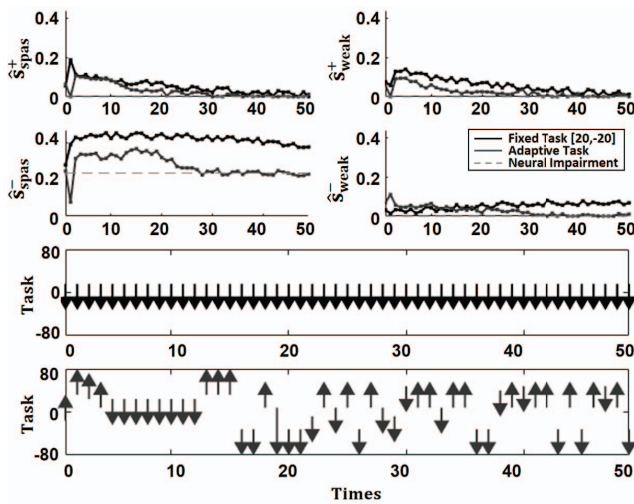 0.4 0.4
ŝ⁺spas 0.2 ŝ⁺weak 0.2
0 0
0 10 20 30 40 50 0 10 20 30 40 50
0.4 0.4
ŝ⁻spas 0.2 ŝ⁻weak 0.2
0 0
0 10 20 30 40 50 0 10 20 30 40 50
Fixed Task [20,-20]
Adaptive Task
Neural Impairment
80
Task 0
-80
0 10 20 30 40 50
80
Task 0
-80
0 10 20 30 40 50
Times